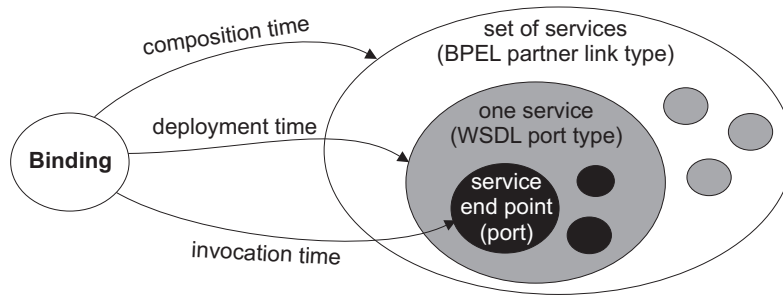 composition time
set of services
(BPEL partner link type)
deployment time
one service
(WSDL port type)
Binding
service
end point
(port)
invocation time